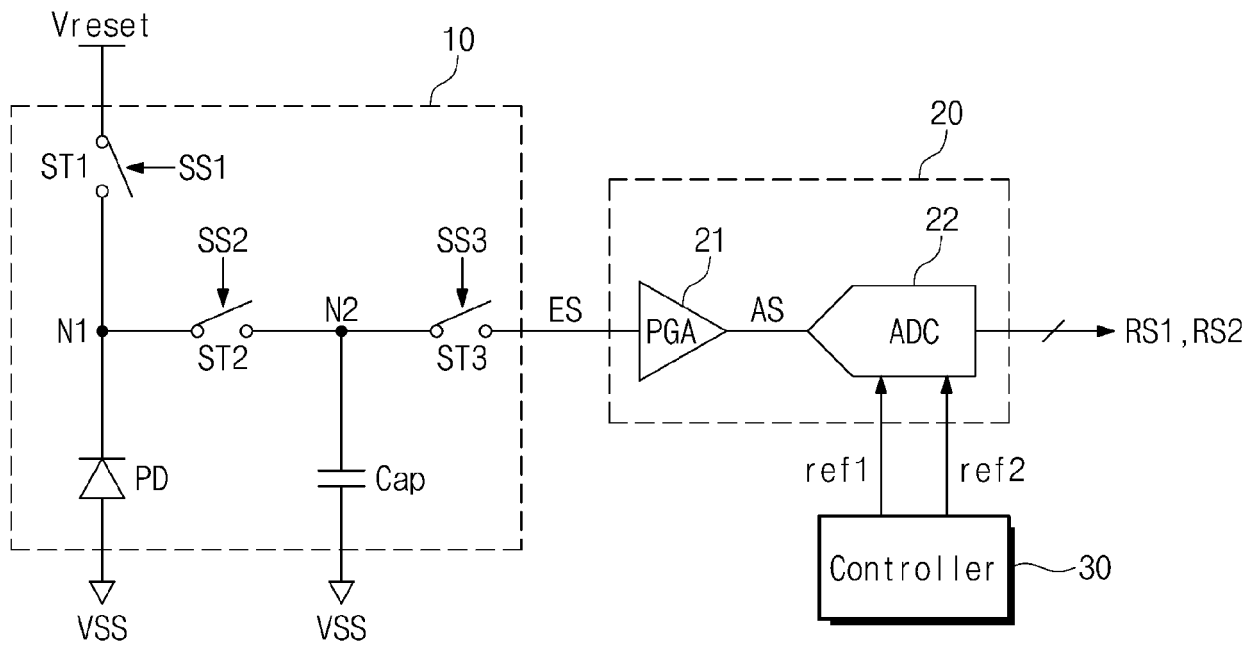 Vreset
10
ST1
SS1
20
SS2
SS3
21
22
N1
ST2
N2
ST3
ES
PGA
AS
ADC
RS1,RS2
PD
Cap
ref1
ref2
Controller
30
VSS
VSS